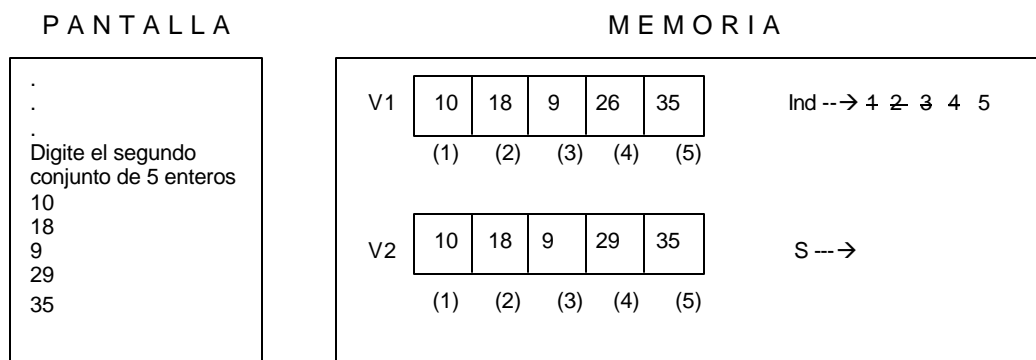 P A N T A L L A
M E M O R I A
.
.
.
Digite el segundo
conjunto de 5 enteros
10
18
9
29
35
V1 10 18 9 26 35 Ind --→ 1 2 3 4 5
(1) (2) (3) (4) (5)
V2 10 18 9 29 35 S ---→
(1) (2) (3) (4) (5)